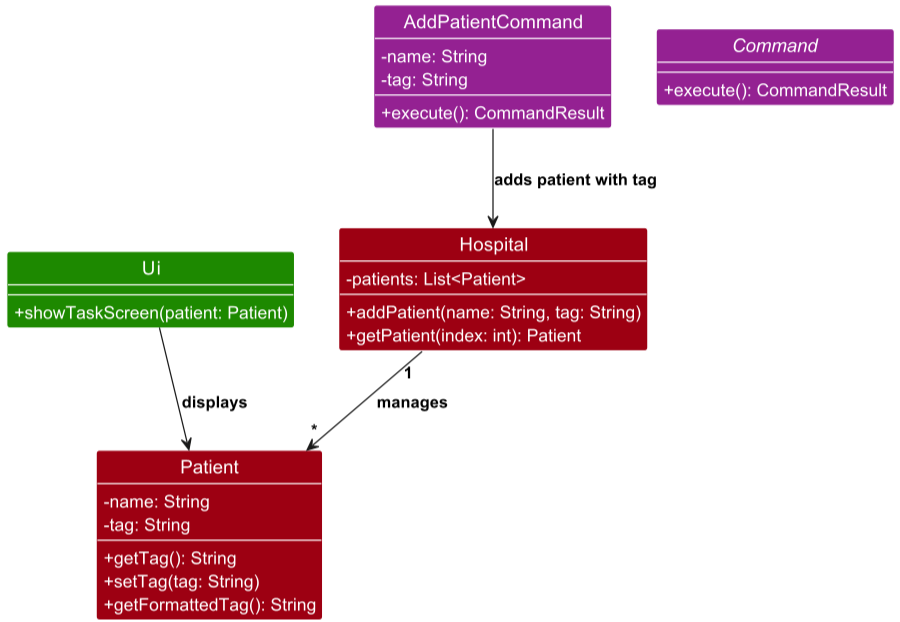 AddPatientCommand
-name: String
-tag: String
+execute(): CommandResult
Command
+execute(): CommandResult
adds patient with tag
Hospital
-patients: List<Patient>
+addPatient(name: String, tag: String)
+getPatient(index: int): Patient
Ui
+showTaskScreen(patient: Patient)
1
displays
manages
*
Patient
-name: String
-tag: String
+getTag(): String
+setTag(tag: String)
+getFormattedTag(): String